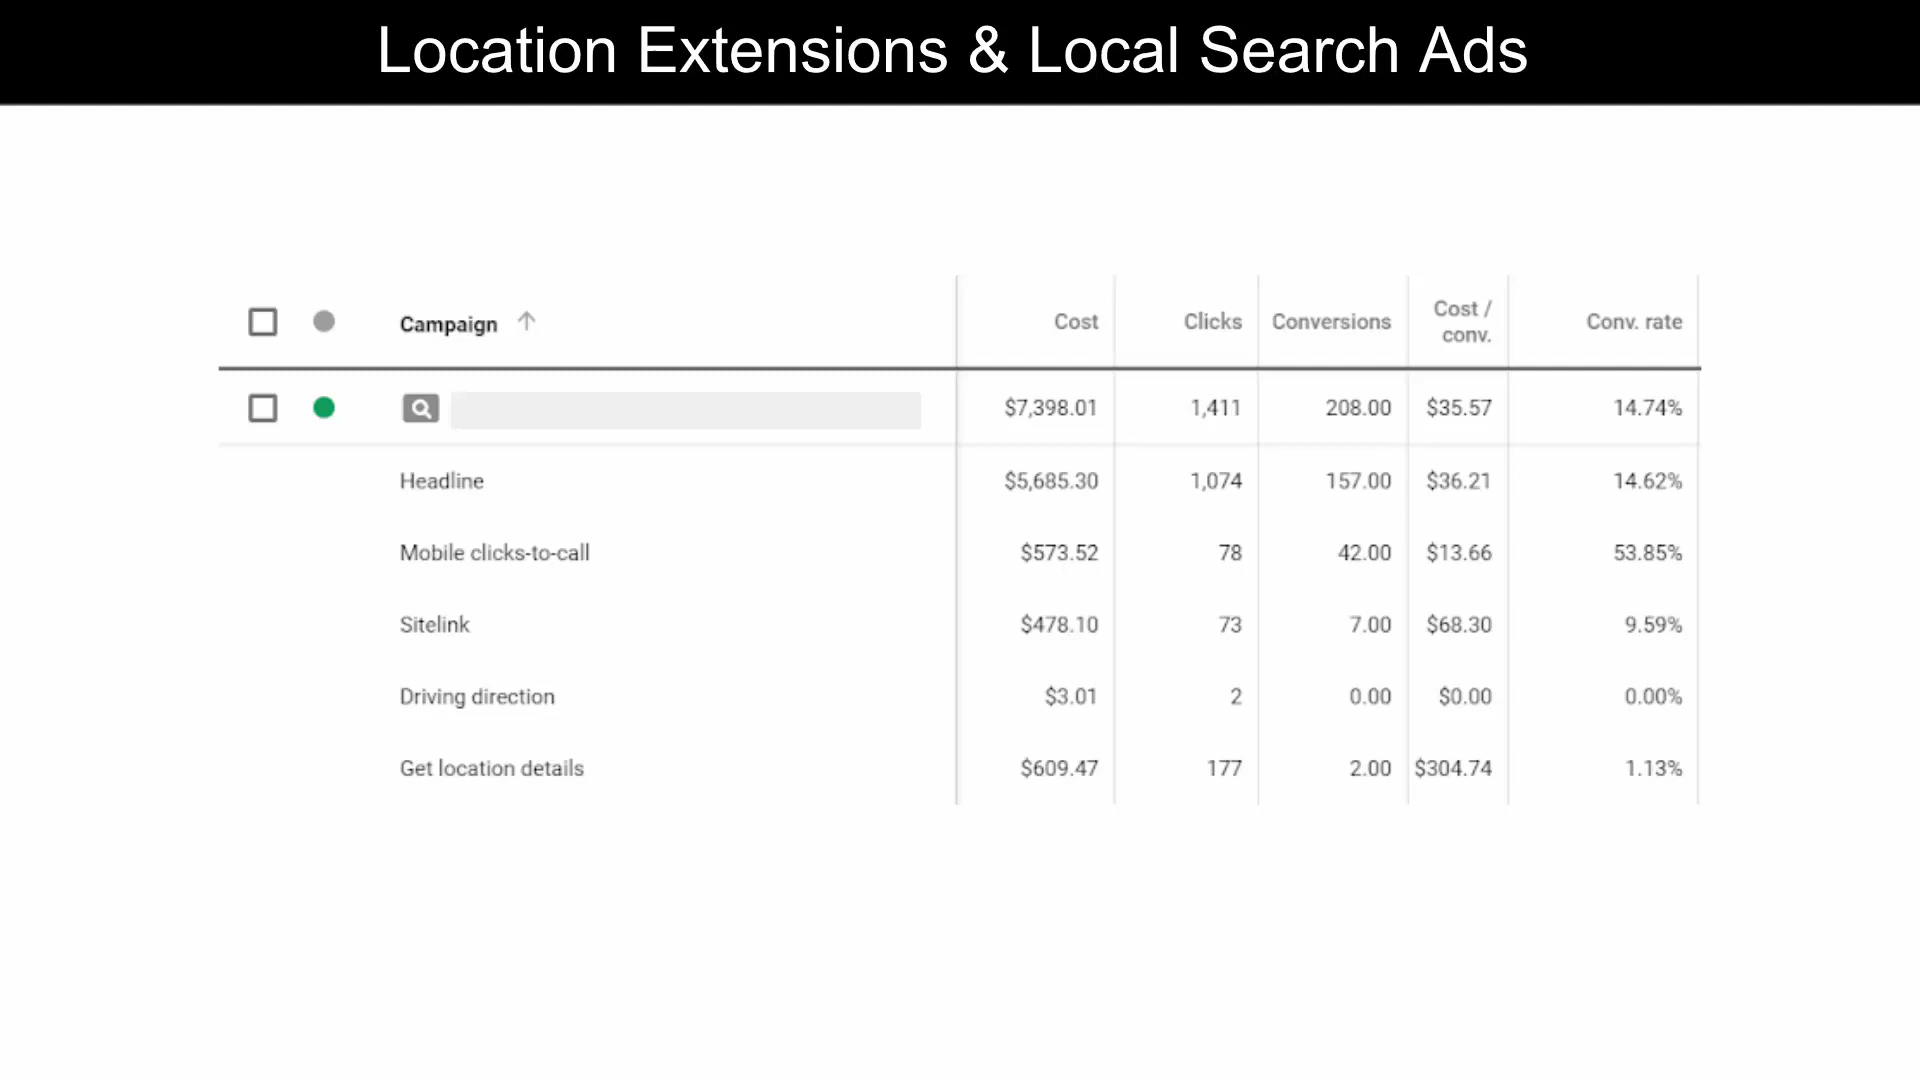 Location Extensions & Local Search Ads
Campaign ↑ Cost Clicks Conversions Cost / conv. Conv. rate
$7,398.01 1,411 208.00 $35.57 14.74%
Headline $5,685.30 1,074 157.00 $36.21 14.62%
Mobile clicks-to-call $573.52 78 42.00 $13.66 53.85%
Sitelink $478.10 73 7.00 $68.30 9.59%
Driving direction $3.01 2 0.00 $0.00 0.00%
Get location details $609.47 177 2.00 $304.74 1.13%